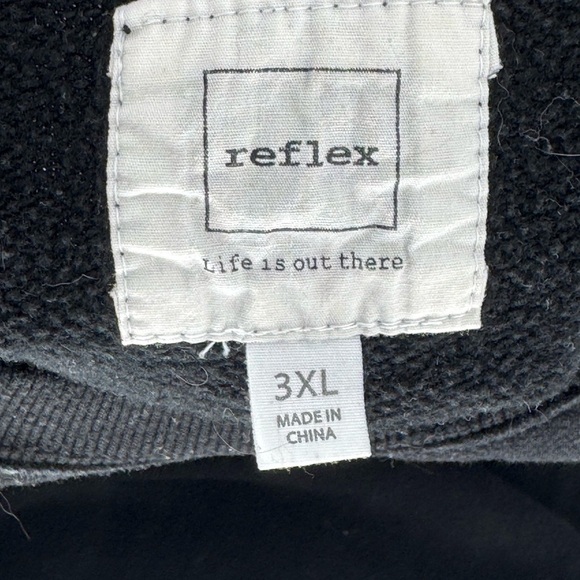 reflex
Life is out there
3XL
MADE IN
CHINA